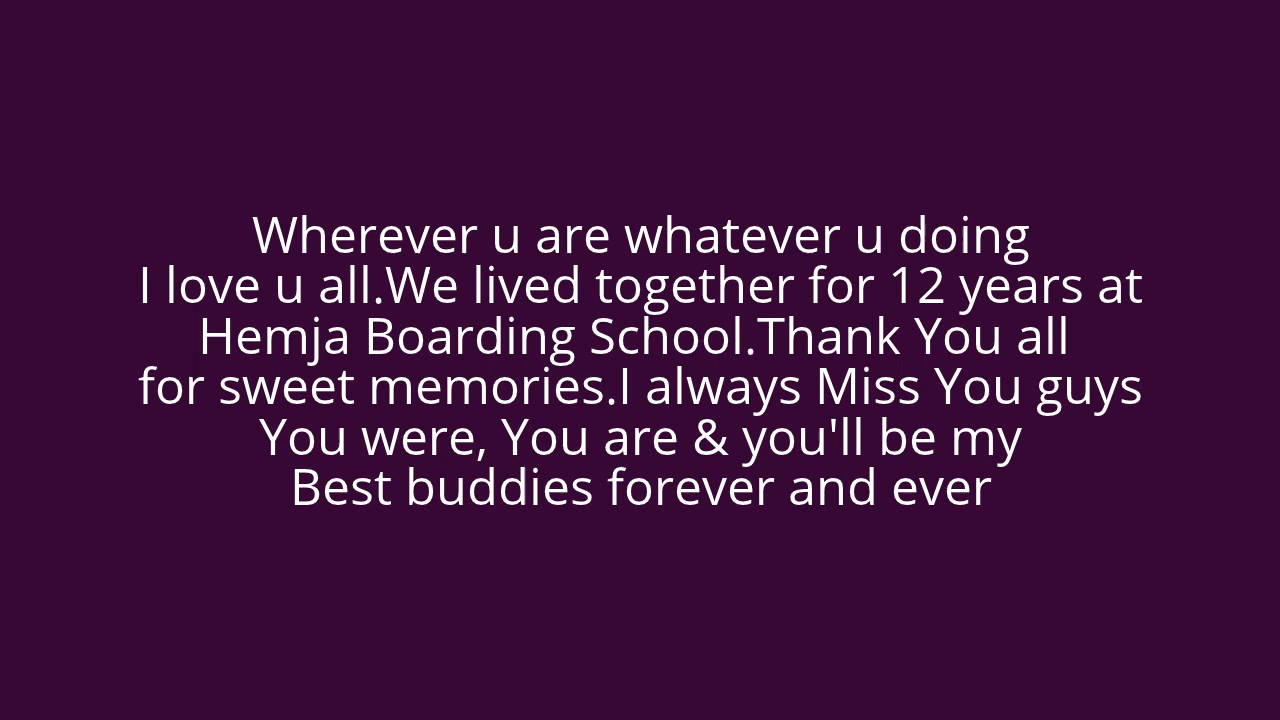 Wherever u are whatever u doing
I love u all.We lived together for 12 years at
Hemja Boarding School.Thank You all
for sweet memories.I always Miss You guys
You were, You are & you'll be my
Best buddies forever and ever